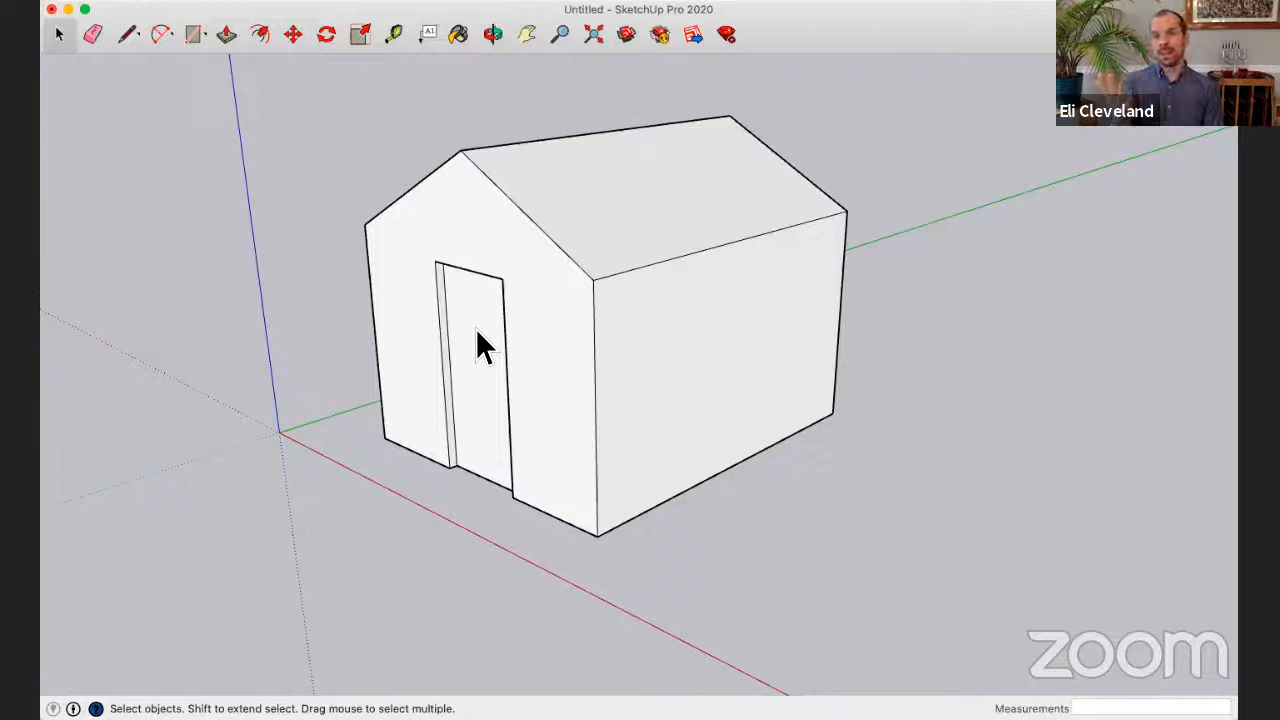 Untitled - SketchUp Pro 2020
A1
Eli Cleveland
zoom
Select objects. Shift to extend select. Drag mouse to select multiple.
Measurements